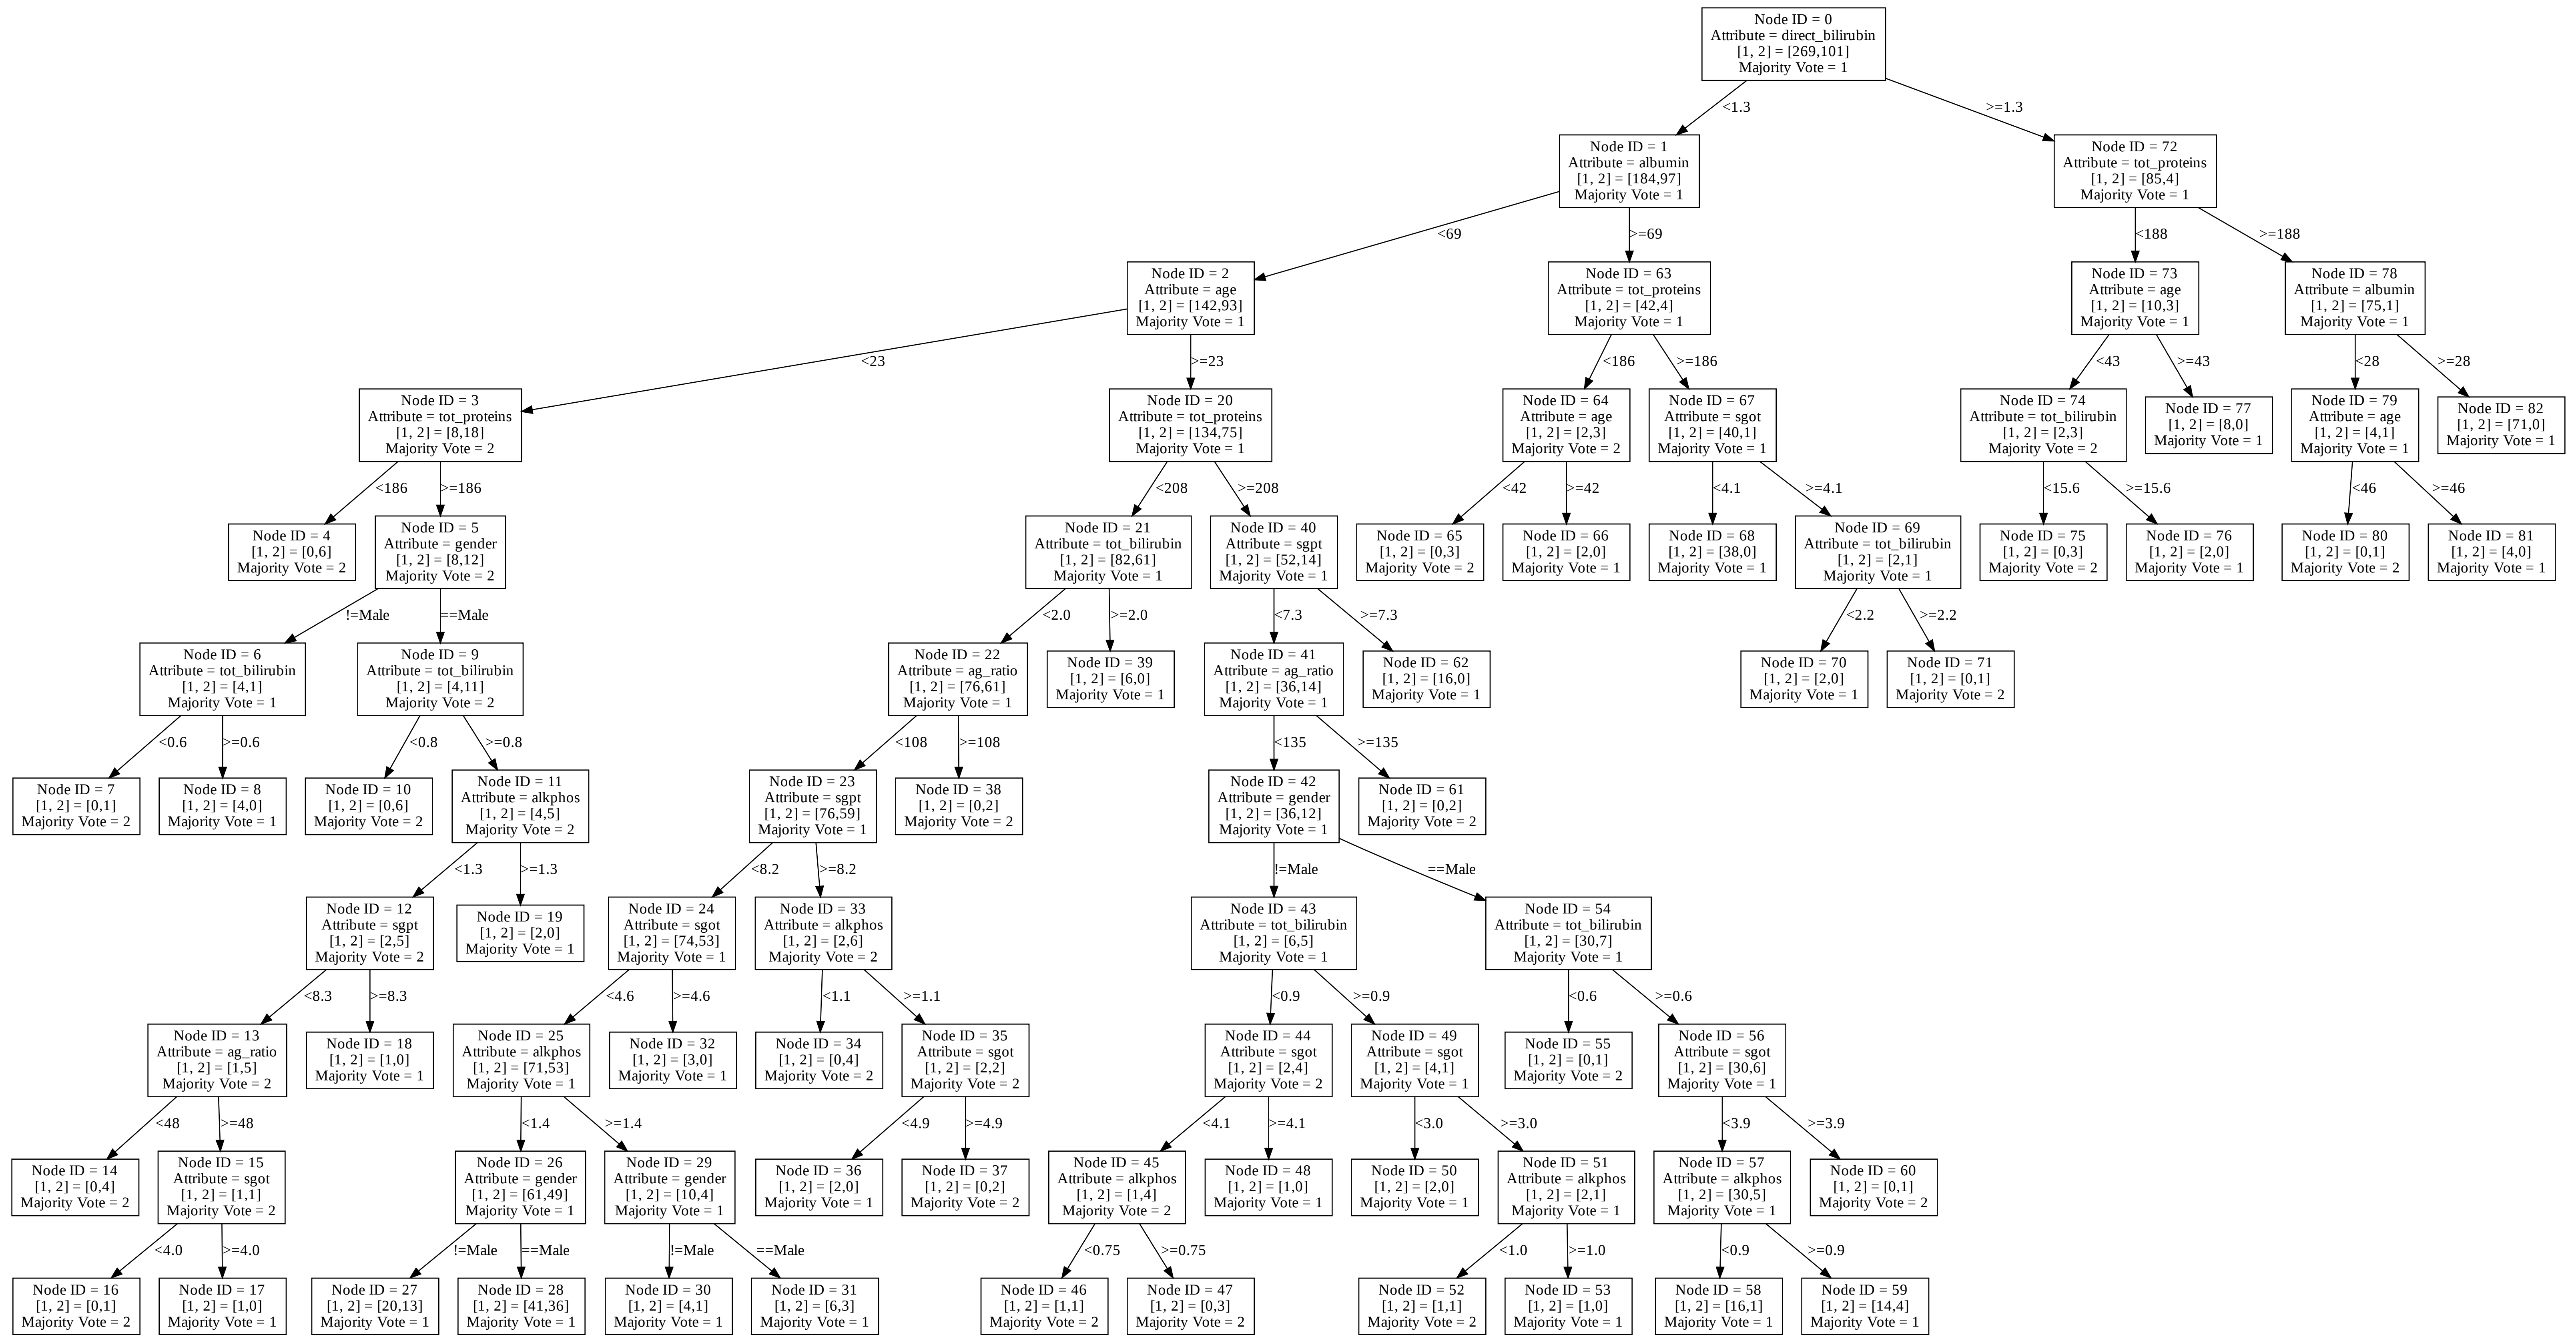 Node ID = 0
Attribute = direct_bilirubin
[1, 2] = [269,101]
Majority Vote = 1
<1.3
>=1.3
Node ID = 1
Attribute = albumin
[1, 2] = [184,97]
Majority Vote = 1
Node ID = 72
Attribute = tot_proteins
[1, 2] = [85,4]
Majority Vote = 1
<69
>=69
<188
>=188
Node ID = 2
Attribute = age
[1, 2] = [142,93]
Majority Vote = 1
Node ID = 63
Attribute = tot_proteins
[1, 2] = [42,4]
Majority Vote = 1
Node ID = 73
Attribute = age
[1, 2] = [10,3]
Majority Vote = 1
Node ID = 78
Attribute = albumin
[1, 2] = [75,1]
Majority Vote = 1
<23
>=23
<186
>=186
<43
>=43
<28
>=28
Node ID = 3
Attribute = tot_proteins
[1, 2] = [8,18]
Majority Vote = 2
Node ID = 20
Attribute = tot_proteins
[1, 2] = [134,75]
Majority Vote = 1
Node ID = 64
Attribute = age
[1, 2] = [2,3]
Majority Vote = 2
Node ID = 67
Attribute = sgot
[1, 2] = [40,1]
Majority Vote = 1
Node ID = 74
Attribute = tot_bilirubin
[1, 2] = [2,3]
Majority Vote = 2
Node ID = 77
[1, 2] = [8,0]
Majority Vote = 1
Node ID = 79
Attribute = age
[1, 2] = [4,1]
Majority Vote = 1
Node ID = 82
[1, 2] = [71,0]
Majority Vote = 1
<186
>=186
<208
>=208
<42
>=42
<4.1
>=4.1
<15.6
>=15.6
<46
>=46
Node ID = 4
[1, 2] = [0,6]
Majority Vote = 2
Node ID = 5
Attribute = gender
[1, 2] = [8,12]
Majority Vote = 2
Node ID = 21
Attribute = tot_bilirubin
[1, 2] = [82,61]
Majority Vote = 1
Node ID = 40
Attribute = sgpt
[1, 2] = [52,14]
Majority Vote = 1
Node ID = 65
[1, 2] = [0,3]
Majority Vote = 2
Node ID = 66
[1, 2] = [2,0]
Majority Vote = 1
Node ID = 68
[1, 2] = [38,0]
Majority Vote = 1
Node ID = 69
Attribute = tot_bilirubin
[1, 2] = [2,1]
Majority Vote = 1
Node ID = 75
[1, 2] = [0,3]
Majority Vote = 2
Node ID = 76
[1, 2] = [2,0]
Majority Vote = 1
Node ID = 80
[1, 2] = [0,1]
Majority Vote = 2
Node ID = 81
[1, 2] = [4,0]
Majority Vote = 1
!=Male
==Male
<2.0
>=2.0
<7.3
>=7.3
<2.2
>=2.2
Node ID = 6
Attribute = tot_bilirubin
[1, 2] = [4,1]
Majority Vote = 1
Node ID = 9
Attribute = tot_bilirubin
[1, 2] = [4,11]
Majority Vote = 2
Node ID = 22
Attribute = ag_ratio
[1, 2] = [76,61]
Majority Vote = 1
Node ID = 39
[1, 2] = [6,0]
Majority Vote = 1
Node ID = 41
Attribute = ag_ratio
[1, 2] = [36,14]
Majority Vote = 1
Node ID = 62
[1, 2] = [16,0]
Majority Vote = 1
Node ID = 70
[1, 2] = [2,0]
Majority Vote = 1
Node ID = 71
[1, 2] = [0,1]
Majority Vote = 2
<0.6
>=0.6
<0.8
>=0.8
<108
>=108
<135
>=135
Node ID = 7
[1, 2] = [0,1]
Majority Vote = 2
Node ID = 8
[1, 2] = [4,0]
Majority Vote = 1
Node ID = 10
[1, 2] = [0,6]
Majority Vote = 2
Node ID = 11
Attribute = alkphos
[1, 2] = [4,5]
Majority Vote = 2
Node ID = 23
Attribute = sgpt
[1, 2] = [76,59]
Majority Vote = 1
Node ID = 38
[1, 2] = [0,2]
Majority Vote = 2
Node ID = 42
Attribute = gender
[1, 2] = [36,12]
Majority Vote = 1
Node ID = 61
[1, 2] = [0,2]
Majority Vote = 2
<1.3
>=1.3
<8.2
>=8.2
!=Male
==Male
Node ID = 12
Attribute = sgpt
[1, 2] = [2,5]
Majority Vote = 2
Node ID = 19
[1, 2] = [2,0]
Majority Vote = 1
Node ID = 24
Attribute = sgot
[1, 2] = [74,53]
Majority Vote = 1
Node ID = 33
Attribute = alkphos
[1, 2] = [2,6]
Majority Vote = 2
Node ID = 43
Attribute = tot_bilirubin
[1, 2] = [6,5]
Majority Vote = 1
Node ID = 54
Attribute = tot_bilirubin
[1, 2] = [30,7]
Majority Vote = 1
<8.3
>=8.3
<4.6
>=4.6
<1.1
>=1.1
<0.9
>=0.9
<0.6
>=0.6
Node ID = 13
Attribute = ag_ratio
[1, 2] = [1,5]
Majority Vote = 2
Node ID = 18
[1, 2] = [1,0]
Majority Vote = 1
Node ID = 25
Attribute = alkphos
[1, 2] = [71,53]
Majority Vote = 1
Node ID = 32
[1, 2] = [3,0]
Majority Vote = 1
Node ID = 34
[1, 2] = [0,4]
Majority Vote = 2
Node ID = 35
Attribute = sgot
[1, 2] = [2,2]
Majority Vote = 2
Node ID = 44
Attribute = sgot
[1, 2] = [2,4]
Majority Vote = 2
Node ID = 49
Attribute = sgot
[1, 2] = [4,1]
Majority Vote = 1
Node ID = 55
[1, 2] = [0,1]
Majority Vote = 2
Node ID = 56
Attribute = sgot
[1, 2] = [30,6]
Majority Vote = 1
<48
>=48
<1.4
>=1.4
<4.9
>=4.9
<4.1
>=4.1
<3.0
>=3.0
<3.9
>=3.9
Node ID = 14
[1, 2] = [0,4]
Majority Vote = 2
Node ID = 15
Attribute = sgot
[1, 2] = [1,1]
Majority Vote = 2
Node ID = 26
Attribute = gender
[1, 2] = [61,49]
Majority Vote = 1
Node ID = 29
Attribute = gender
[1, 2] = [10,4]
Majority Vote = 1
Node ID = 36
[1, 2] = [2,0]
Majority Vote = 1
Node ID = 37
[1, 2] = [0,2]
Majority Vote = 2
Node ID = 45
Attribute = alkphos
[1, 2] = [1,4]
Majority Vote = 2
Node ID = 48
[1, 2] = [1,0]
Majority Vote = 1
Node ID = 50
[1, 2] = [2,0]
Majority Vote = 1
Node ID = 51
Attribute = alkphos
[1, 2] = [2,1]
Majority Vote = 1
Node ID = 57
Attribute = alkphos
[1, 2] = [30,5]
Majority Vote = 1
Node ID = 60
[1, 2] = [0,1]
Majority Vote = 2
<4.0
>=4.0
!=Male
==Male
!=Male
==Male
<0.75
>=0.75
<1.0
>=1.0
<0.9
>=0.9
Node ID = 16
[1, 2] = [0,1]
Majority Vote = 2
Node ID = 17
[1, 2] = [1,0]
Majority Vote = 1
Node ID = 27
[1, 2] = [20,13]
Majority Vote = 1
Node ID = 28
[1, 2] = [41,36]
Majority Vote = 1
Node ID = 30
[1, 2] = [4,1]
Majority Vote = 1
Node ID = 31
[1, 2] = [6,3]
Majority Vote = 1
Node ID = 46
[1, 2] = [1,1]
Majority Vote = 2
Node ID = 47
[1, 2] = [0,3]
Majority Vote = 2
Node ID = 52
[1, 2] = [1,1]
Majority Vote = 2
Node ID = 53
[1, 2] = [1,0]
Majority Vote = 1
Node ID = 58
[1, 2] = [16,1]
Majority Vote = 1
Node ID = 59
[1, 2] = [14,4]
Majority Vote = 1